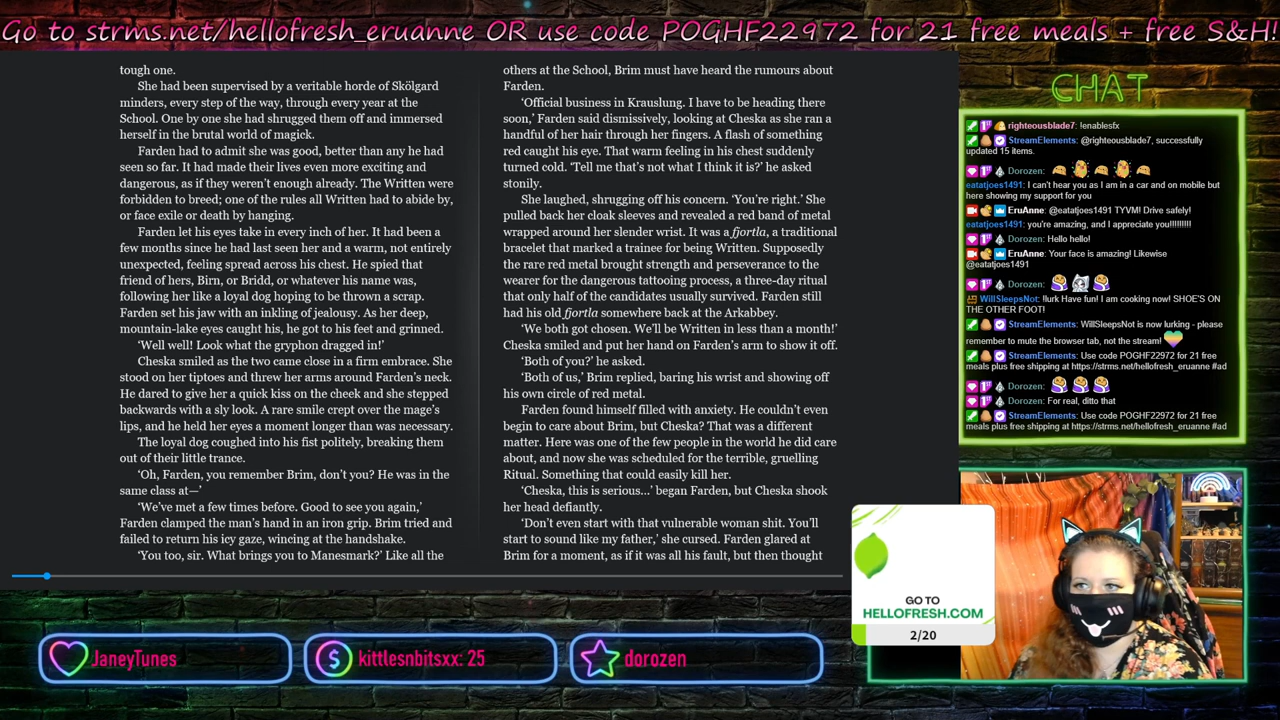 Go to strms.net/hellofresh_eruanne OR use code POGHF22972 for 21 free meals + free S&H!
tough one.
She had been supervised by a veritable horde of Skölgard
minders, every step of the way, through every year at the
School. One by one she had shrugged them off and immersed
herself in the brutal world of magick.
Farden had to admit she was going further than any he had
seen so far. It had made their lives even more exciting and
dangerous, as if they weren't enough already. The Written were
forbidden to breed; one of the rules all Written had to abide by,
or face exile or death by hanging.
Farden let his eyes take in every inch of her. It had been a
few months since he had last seen her and a warm, not entirely
unexpected, feeling spread across his chest. He spied that
friend of hers, Birn, or Bridd, or whatever his name was,
following her like a loyal dog hoping to be thrown a scrap.
Farden set his jaw with an inkling of jealousy. As her deep,
mountain-lake eyes caught his, he got to his feet and grinned.
'Well well! Look what the gryphon dragged in!'
Cheska smiled as the two came close in a firm embrace. She
stood on her tiptoes and threw her arms around Farden's neck.
He dared to give her a quick kiss on the cheek and she stepped
backwards with a sly look. A rare smile crept over the mage's
lips, and he held her eyes a moment longer than was necessary.
The loyal dog coughed into his fist politely, breaking them
out of their little trance.
'Oh, Farden, you remember Brim, don't you? He was in the
same class at—'
'We've met a few times before. Good to see you again,'
Farden clamped the man's hand in an iron grip. Brim tried and
failed to return his icy gaze, wincing at the handshake.
'You too, sir. What brings you to Manesmark?' Like all the
others at the School, Brim must have heard the rumours about
Farden.
'Official business in Krauslung. I have to be heading there
soon,' Farden said dismissively, looking at Cheska as she ran a
handful of her hair through her fingers. A flash of something
red caught his eye. That warm feeling in his chest suddenly
turned cold. 'Tell me that's not what I think it is?' he asked
stonily.
She laughed, shrugging off his concern. 'You're right.' She
pulled back her cloak sleeves and revealed a red band of metal
wrapped around her slender wrist. It was a fjortla, a traditional
bracelet that marked a trainee for being Written. Supposedly
the rare red metal brought strength and perseverance to the
wearer for the dangerous tattooing process, a three-day ritual
that only half of the candidates usually survived. Farden still
had his old fjortla somewhere back at the Arkabbey.
'We both got chosen. We'll be Written in less than a month!'
Cheska smiled and put her hand on Farden's arm to show it off.
'Both of you?' he asked.
'Both of us,' Brim replied, baring his wrist and showing off
his own circle of red metal.
Farden found himself filled with anxiety. He couldn't even
begin to care about Brim, but Cheska? That was a different
matter. Here was one of the few people in the world he did care
about, and now she was scheduled for the terrible, gruelling
Ritual. Something that could easily kill her.
'Cheska, this is serious...' began Farden, but Cheska shook
her head defiantly.
'Don't even start with that vulnerable woman shit. You'll
start to sound like my father,' she cursed. Farden glared at
Brim for a moment, as if it was all his fault, but then thought
CHAT
righteousblade7: !enablesfx
StreamElements: @righteousblade7, successfully
updated 15 items.
Dorozen:
eatatjoes1491: I can't hear you as I am in a car and on mobile but
here showing my support for you
EruAnne: @eatatjoes1491 TYVM! Drive safely!
eatatjoes1491: you're amazing, and I appreciate you!!!!!!!!!
Dorozen: Hello hello!
EruAnne: Your face is amazing! Likewise
@eatatjoes1491
Dorozen:
WillSleepsNot: !lurk Have fun! I am cooking now! SHOE'S ON
THE OTHER FOOT!
StreamElements: WillSleepsNot is now lurking - please
remember to mute the browser tab, not the stream!
StreamElements: Use code POGHF22972 for 21 free
meals plus free shipping at https://strms.net/hellofresh_eruanne #ad
Dorozen:
Dorozen: For real, ditto that
StreamElements: Use code POGHF22972 for 21 free
meals plus free shipping at https://strms.net/hellofresh_eruanne #ad
GO TO
HELLOFRESH.COM
2/20
JaneyTunes
kittlesnbitsxx: 25
dorozen